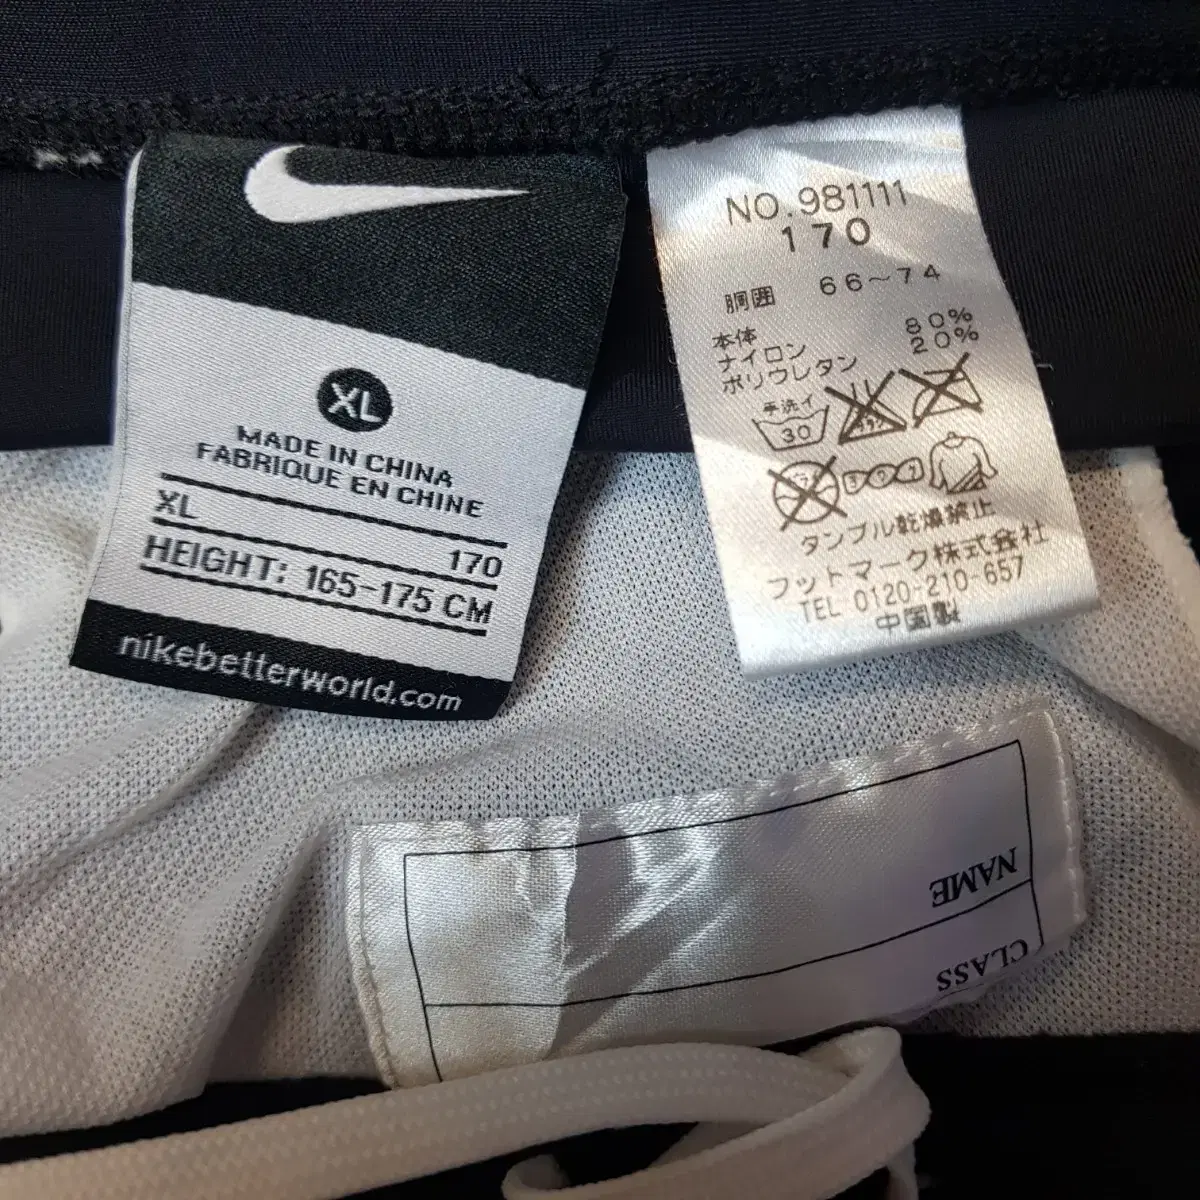 XL
MADE IN CHINA
FABRIQUE EN CHINE
XL
170
HEIGHT: 165-175 CM
nikebetterworld.com
NO.981111
170
胴囲 66~74
本体
ナイロン 80%
ポリウレタン 20%
手洗イ
30
タンブル乾燥禁止
フットマーク株式会社
TEL 0120-210-657
中国製
NAME
CLASS